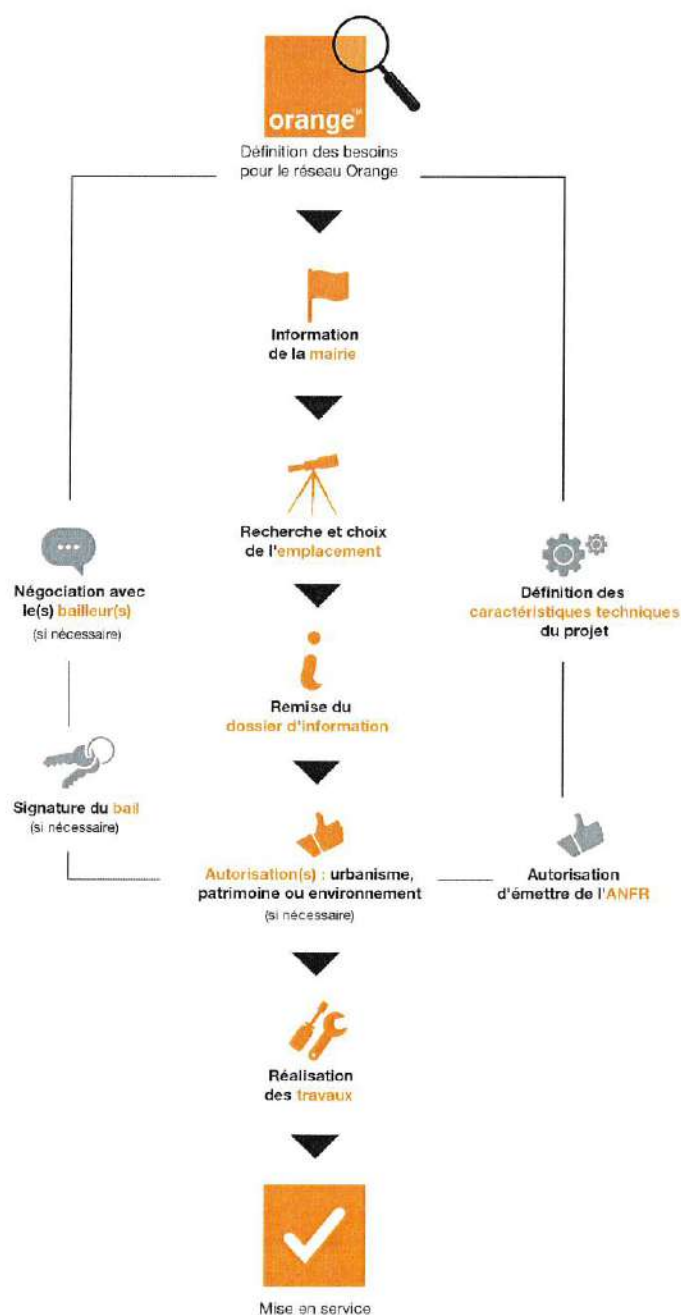 orange™
Définition des besoins
pour le réseau Orange
Information
de la mairie
Recherche et choix
de l'emplacement
Négociation avec
le(s) bailleur(s)
(si nécessaire)
Définition des
caractéristiques techniques
du projet
Remise du
dossier d'information
Signature du bail
(si nécessaire)
Autorisation(s) : urbanisme,
patrimoine ou environnement
(si nécessaire)
Autorisation
d'émettre de l'ANFR
Réalisation
des travaux
Mise en service